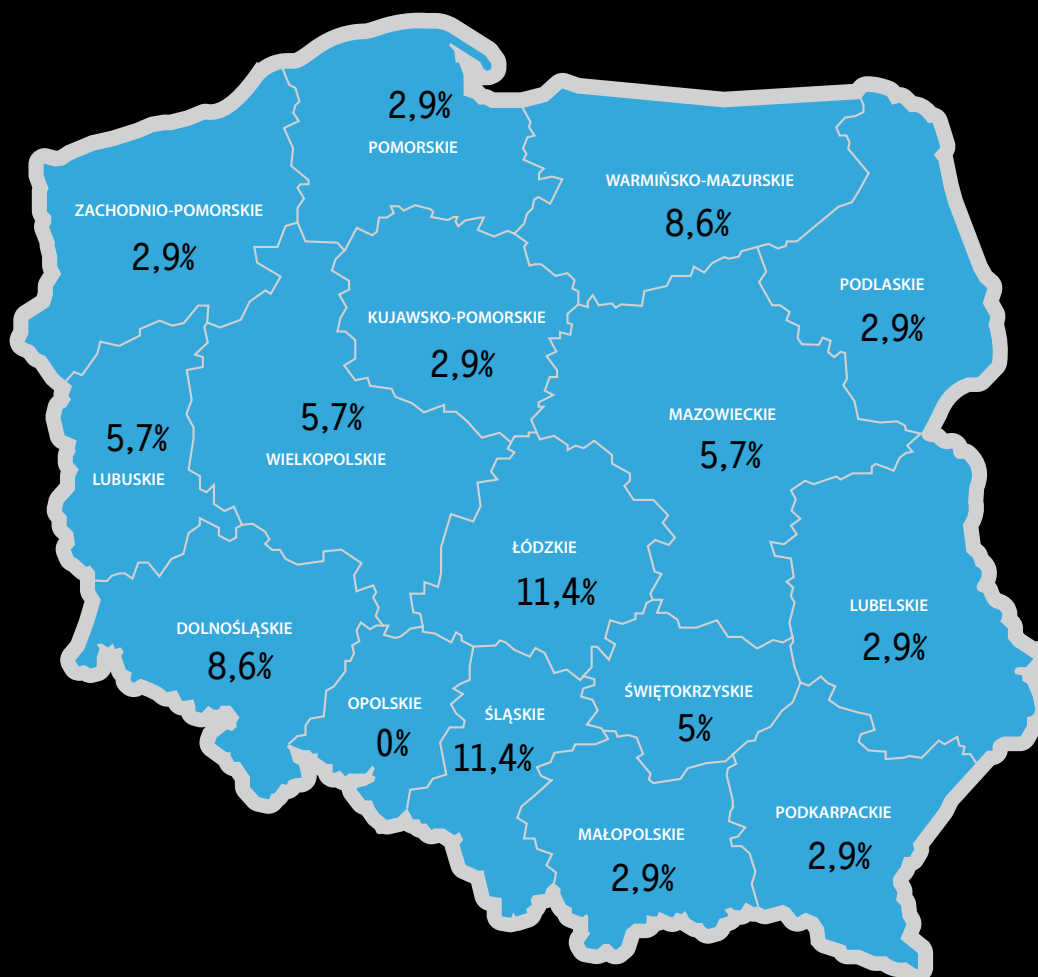 2,9%
POMORSKIE
WARMIŃSKO-MAZURSKIE
8,6%
ZACHODNIO-POMORSKIE
2,9%
PODLASKIE
2,9%
KUJAWSKO-POMORSKIE
2,9%
5,7%
WIELKOPOLSKIE
MAZOWIECKIE
5,7%
5,7%
LUBUSKIE
ŁÓDZKIE
11,4%
LUBELSKIE
2,9%
DOLNOŚLĄSKIE
8,6%
OPOLSKIE
0%
ŚLĄSKIE
11,4%
ŚWIĘTOKRZYSKIE
5%
MAŁOPOLSKIE
2,9%
PODKARPACKIE
2,9%